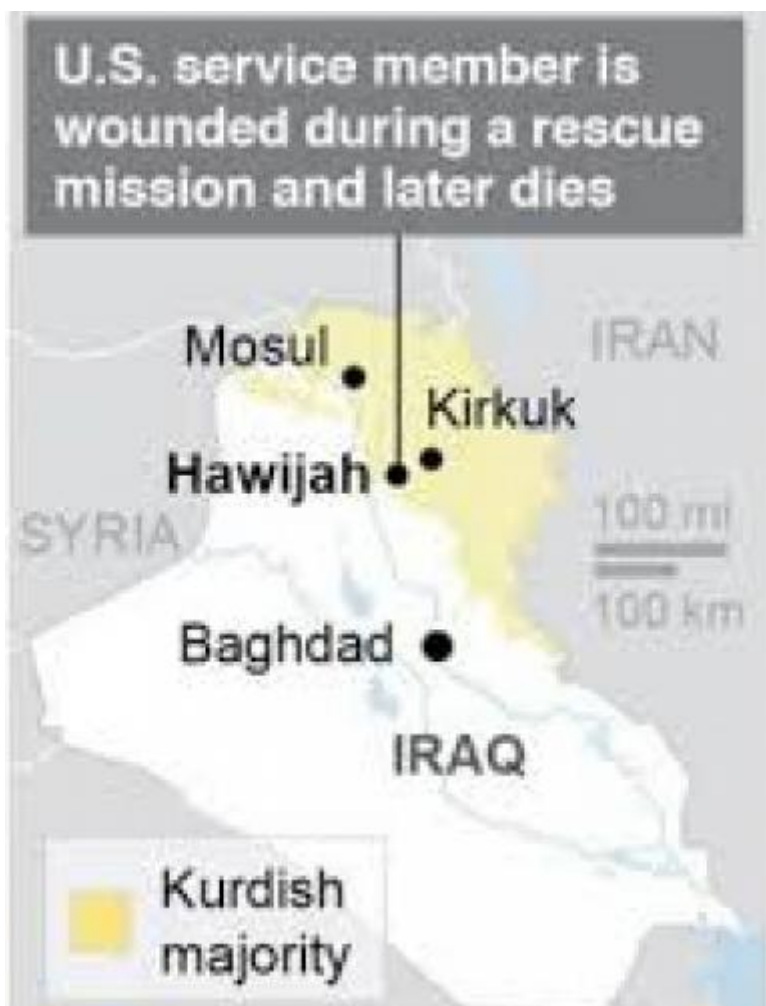 U.S. service member is
wounded during a rescue
mission and later dies
Mosul
IRAN
Kirkuk
Hawijah
SYRIA
100 mi
100 km
Baghdad
IRAQ
Kurdish
majority